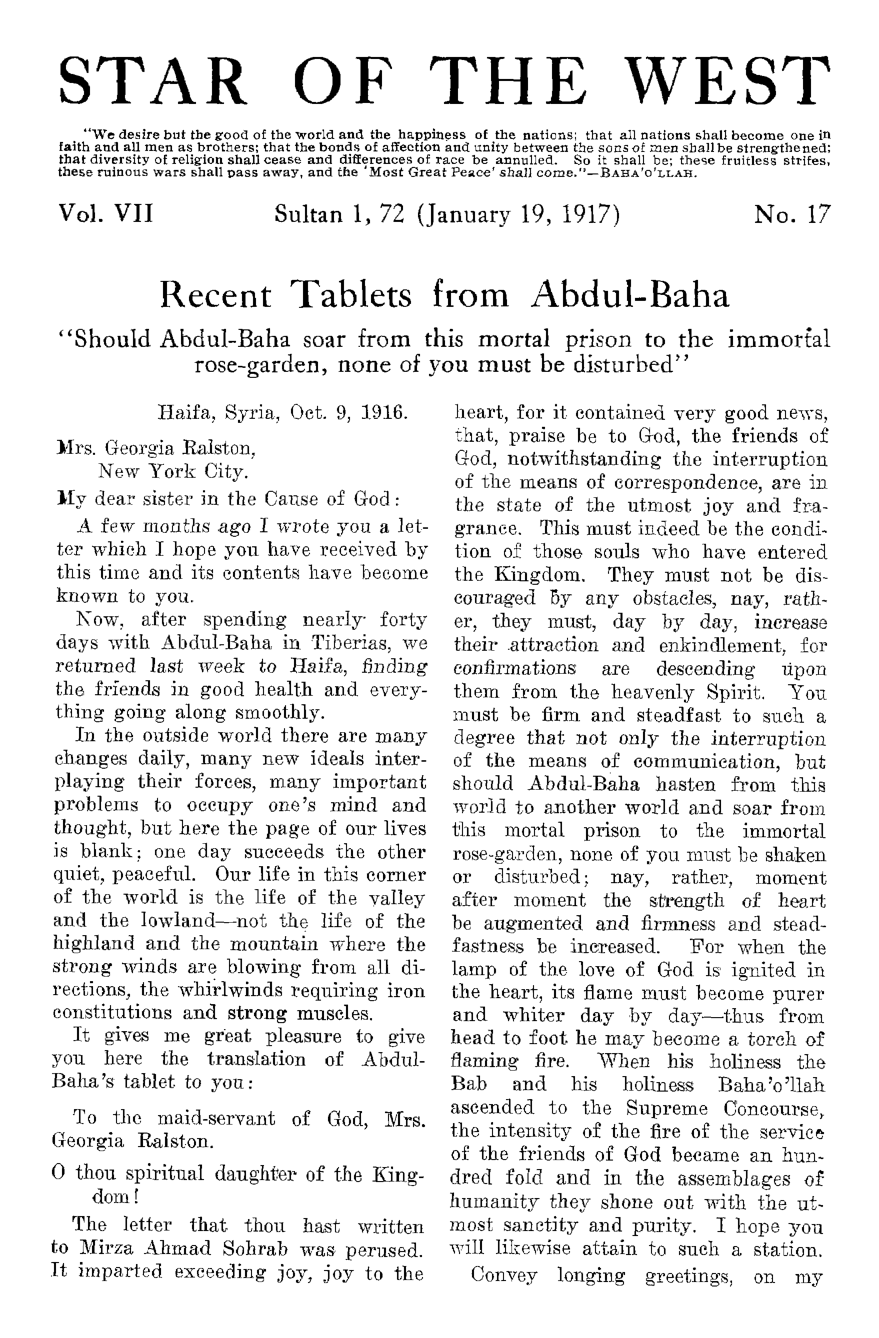 STAR OF THE WEST
"We desire but the good of the world and the happiness of the nations; that all nations shall become one in
faith and all men as brothers; that the bonds of affection and unity between the sons of men shall be strengthened;
that diversity of religion shall cease and differences of race be annulled. So it shall be; these fruitless strifes,
these ruinous wars shall pass away, and the 'Most Great Peace' shall come."—BAHA'O'LLAH.
Vol. VII Sultan 1, 72 (January 19, 1917) No. 17
Recent Tablets from Abdul-Baha
"Should Abdul-Baha soar from this mortal prison to the immortal
rose-garden, none of you must be disturbed"
Haifa, Syria, Oct. 9, 1916.
Mrs. Georgia Ralston,
New York City.
My dear sister in the Cause of God:
A few months ago I wrote you a let-
ter which I hope you have received by
this time and its contents have become
known to you.
Now, after spending nearly forty
days with Abdul-Baha in Tiberias, we
returned last week to Haifa, finding
the friends in good health and every-
thing going along smoothly.
In the outside world there are many
changes daily, many new ideals inter-
playing their forces, many important
problems to occupy one's mind and
thought, but here the page of our lives
is blank; one day succeeds the other
quiet, peaceful. Our life in this corner
of the world is the life of the valley
and the lowland—not the life of the
highland and the mountain where the
strong winds are blowing from all di-
rections, the whirlwinds requiring iron
constitutions and strong muscles.
It gives me great pleasure to give
you here the translation of Abdul-
Baha's tablet to you:
To the maid-servant of God, Mrs.
Georgia Ralston.
O thou spiritual daughter of the King-
dom!
The letter that thou hast written
to Mirza Ahmad Sohrab was perused.
It imparted exceeding joy, joy to the
heart, for it contained very good news,
that, praise be to God, the friends of
God, notwithstanding the interruption
of the means of correspondence, are in
the state of the utmost joy and fra-
grance. This must indeed be the condi-
tion of those souls who have entered
the Kingdom. They must not be dis-
couraged by any obstacles, nay, rath-
er, they must, day by day, increase
their attraction and enkindlement, for
confirmations are descending upon
them from the heavenly Spirit. You
must be firm and steadfast to such a
degree that not only the interruption
of the means of communication, but
should Abdul-Baha hasten from this
world to another world and soar from
this mortal prison to the immortal
rose-garden, none of you must be shaken
or disturbed; nay, rather, moment
after moment the strength of heart
be augmented and firmness and stead-
fastness be increased. For when the
lamp of the love of God is ignited in
the heart, its flame must become purer
and whiter day by day—thus from
head to foot he may become a torch of
flaming fire. When his holiness the
Bab and his holiness Baha'o'llah
ascended to the Supreme Concourse,
the intensity of the fire of the service
of the friends of God became an hun-
dred fold and in the assemblages of
humanity they shone out with the ut-
most sanctity and purity. I hope you
will likewise attain to such a station.
Convey longing greetings, on my